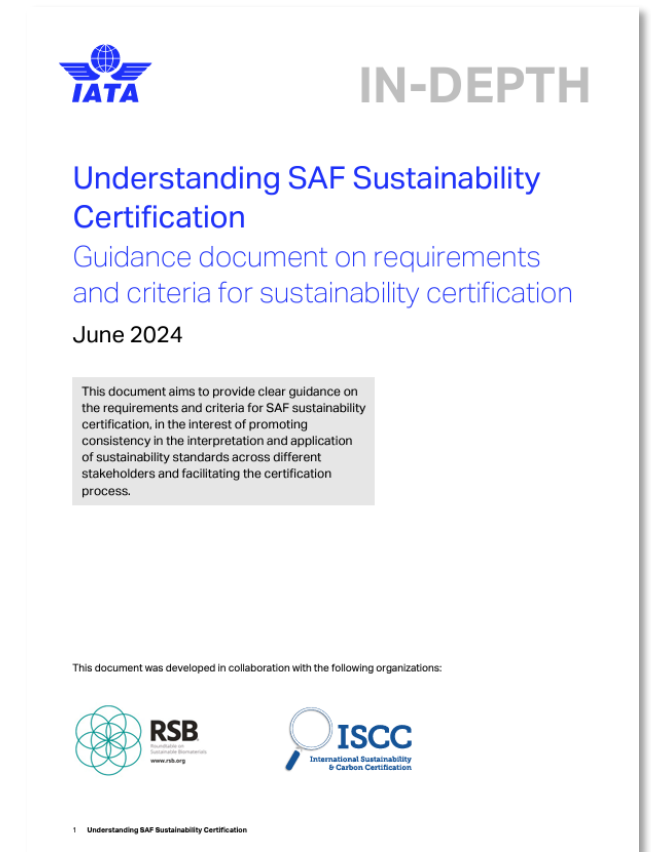 IATA
IN-DEPTH
Understanding SAF Sustainability
Certification
Guidance document on requirements
and criteria for sustainability certification
June 2024
This document aims to provide clear guidance on
the requirements and criteria for SAF sustainability
certification, in the interest of promoting
consistency in the interpretation and application
of sustainability standards across different
stakeholders and facilitating the certification
process.
This document was developed in collaboration with the following organizations:
RSB
Roundtable on
Sustainable Biomaterials
www.rsb.org
ISCC
International Sustainability
& Carbon Certification
1 Understanding SAF Sustainability Certification